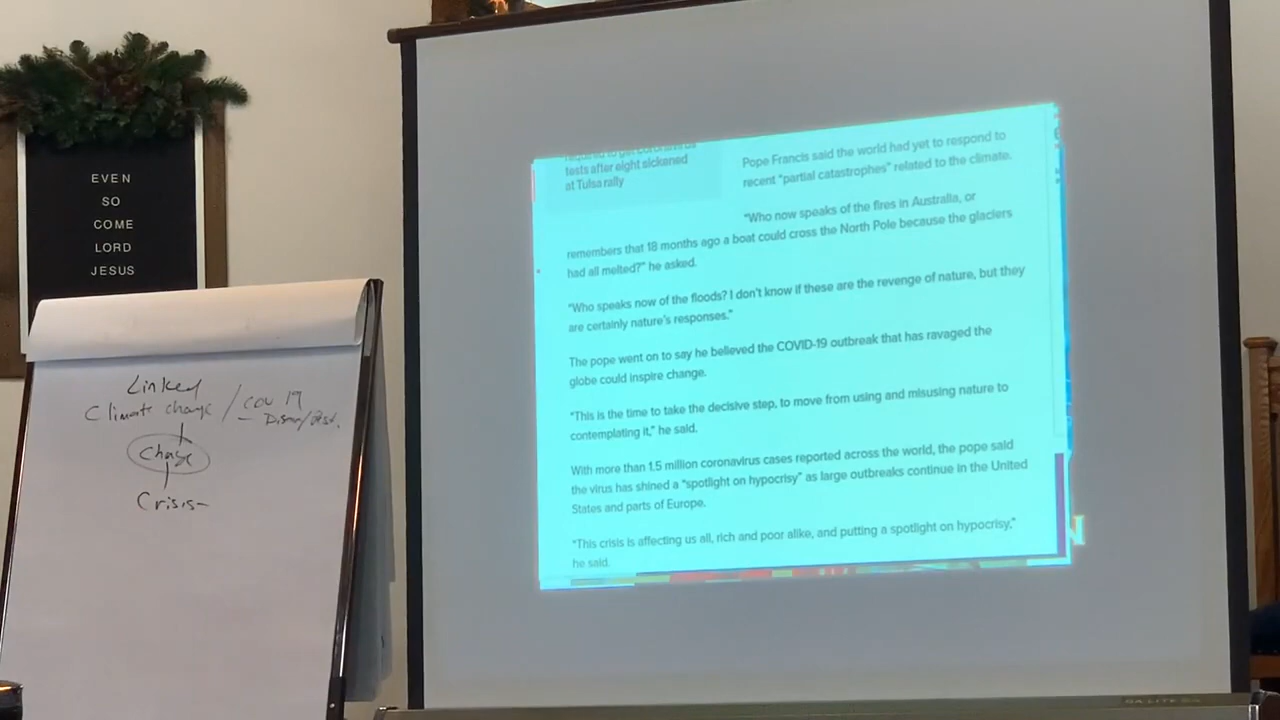 EVEN
SO
COME
LORD
JESUS
Linked
Climate change / COV 19
Change
Crisis
required to get coronavirus
tests after eight sickened
at Tulsa rally
Pope Francis said the world had yet to respond to
recent "partial catastrophes" related to the climate.
"Who now speaks of the fires in Australia, or
remembers that 18 months ago a boat could cross the North Pole because the glaciers
had all melted?" he asked.
"Who speaks now of the floods? I don't know if these are the revenge of nature, but they
are certainly nature's responses."
The pope went on to say he believed the COVID-19 outbreak that has ravaged the
globe could inspire change.
"This is the time to take the decisive step, to move from using and misusing nature to
contemplating it," he said.
With more than 1.5 million coronavirus cases reported across the world, the pope said
the virus has shined a "spotlight on hypocrisy" as large outbreaks continue in the United
States and parts of Europe.
"This crisis is affecting us all, rich and poor alike, and putting a spotlight on hypocrisy,"
he said.
N
DA-LITE